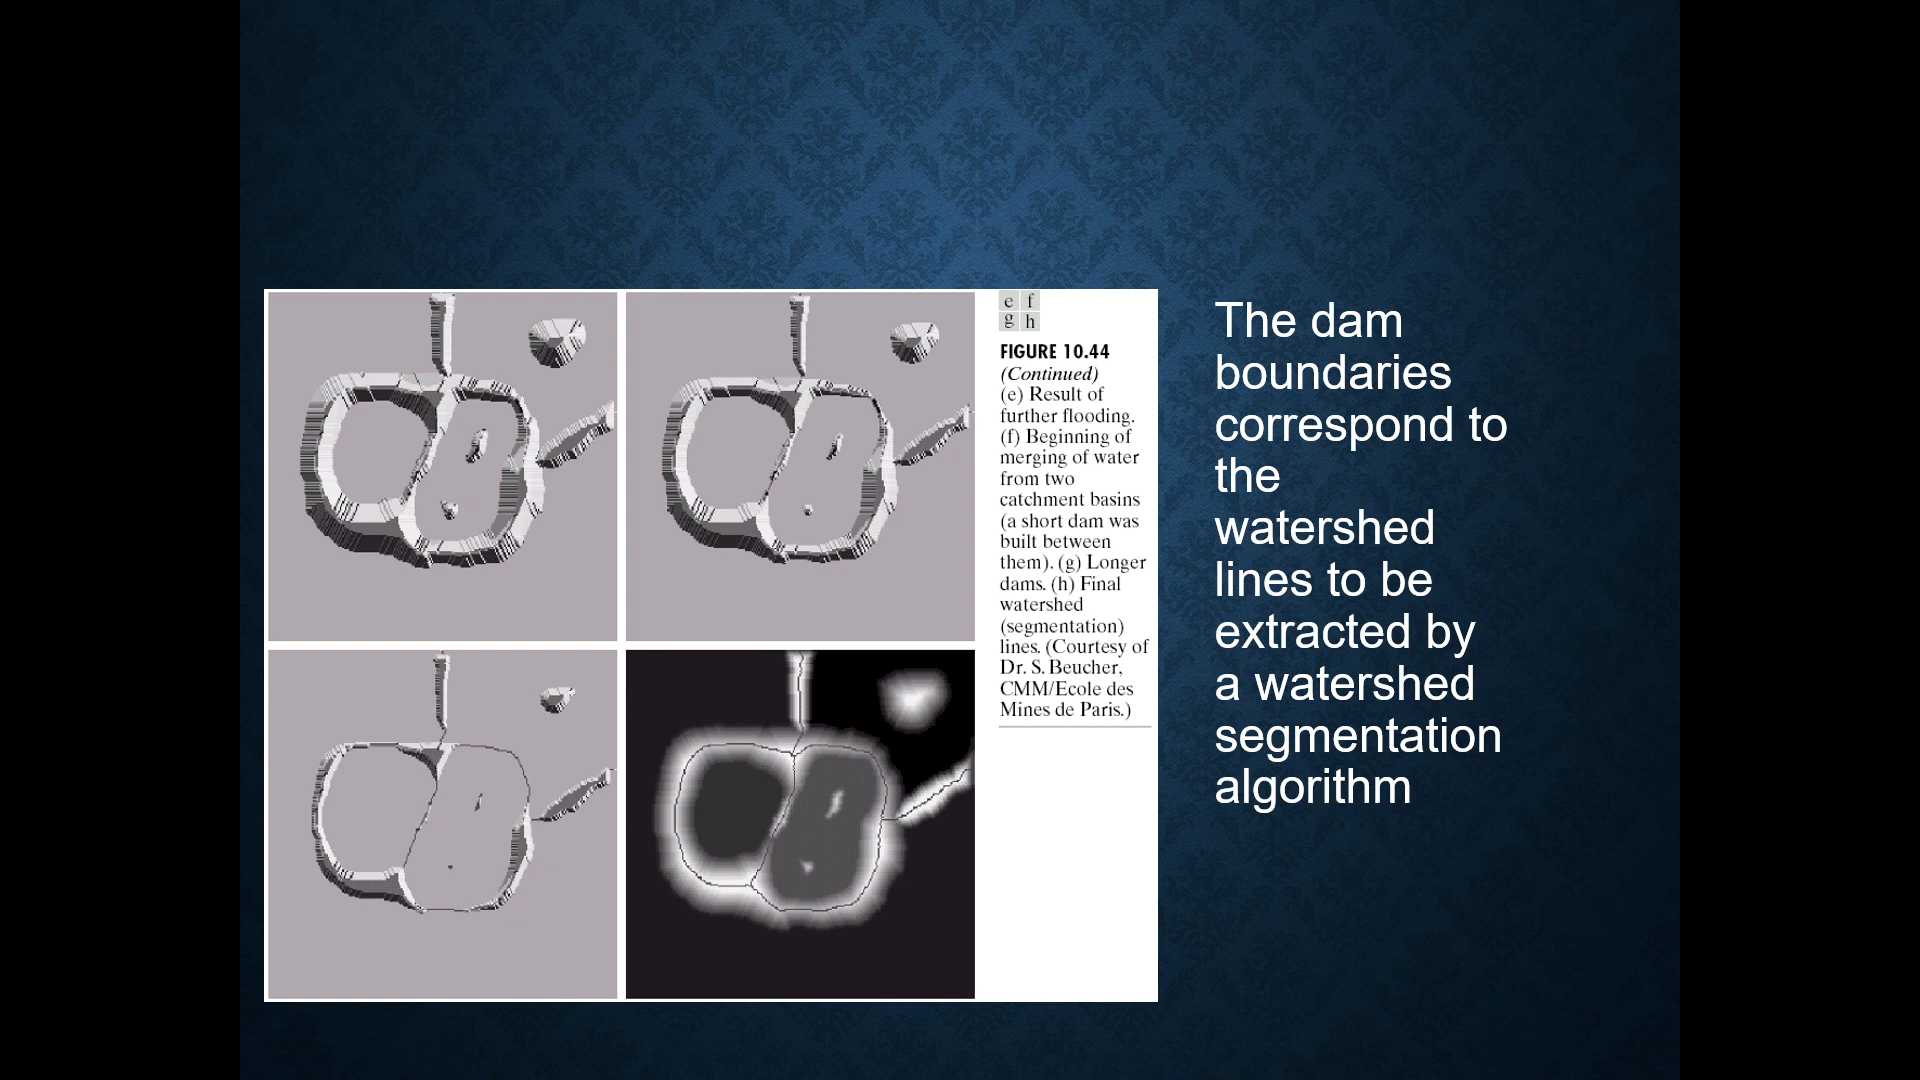 e f
g h
FIGURE 10.44
(Continued)
(e) Result of
further flooding.
(f) Beginning of
merging of water
from two
catchment basins
(a short dam was
built between
them). (g) Longer
dams. (h) Final
watershed
(segmentation)
lines. (Courtesy of
Dr. S. Beucher,
CMM/Ecole des
Mines de Paris.)
The dam
boundaries
correspond to
the
watershed
lines to be
extracted by
a watershed
segmentation
algorithm